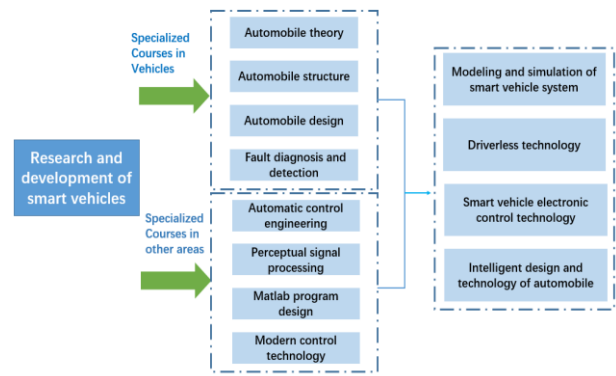 Research and
development of
smart vehicles
Specialized
Courses in
Vehicles
Automobile theory
Automobile structure
Automobile design
Fault diagnosis and
detection
Specialized
Courses in
other areas
Automatic control
engineering
Perceptual signal
processing
Matlab program
design
Modern control
technology
Modeling and simulation of
smart vehicle system
Driverless technology
Smart vehicle electronic
control technology
Intelligent design and
technology of automobile